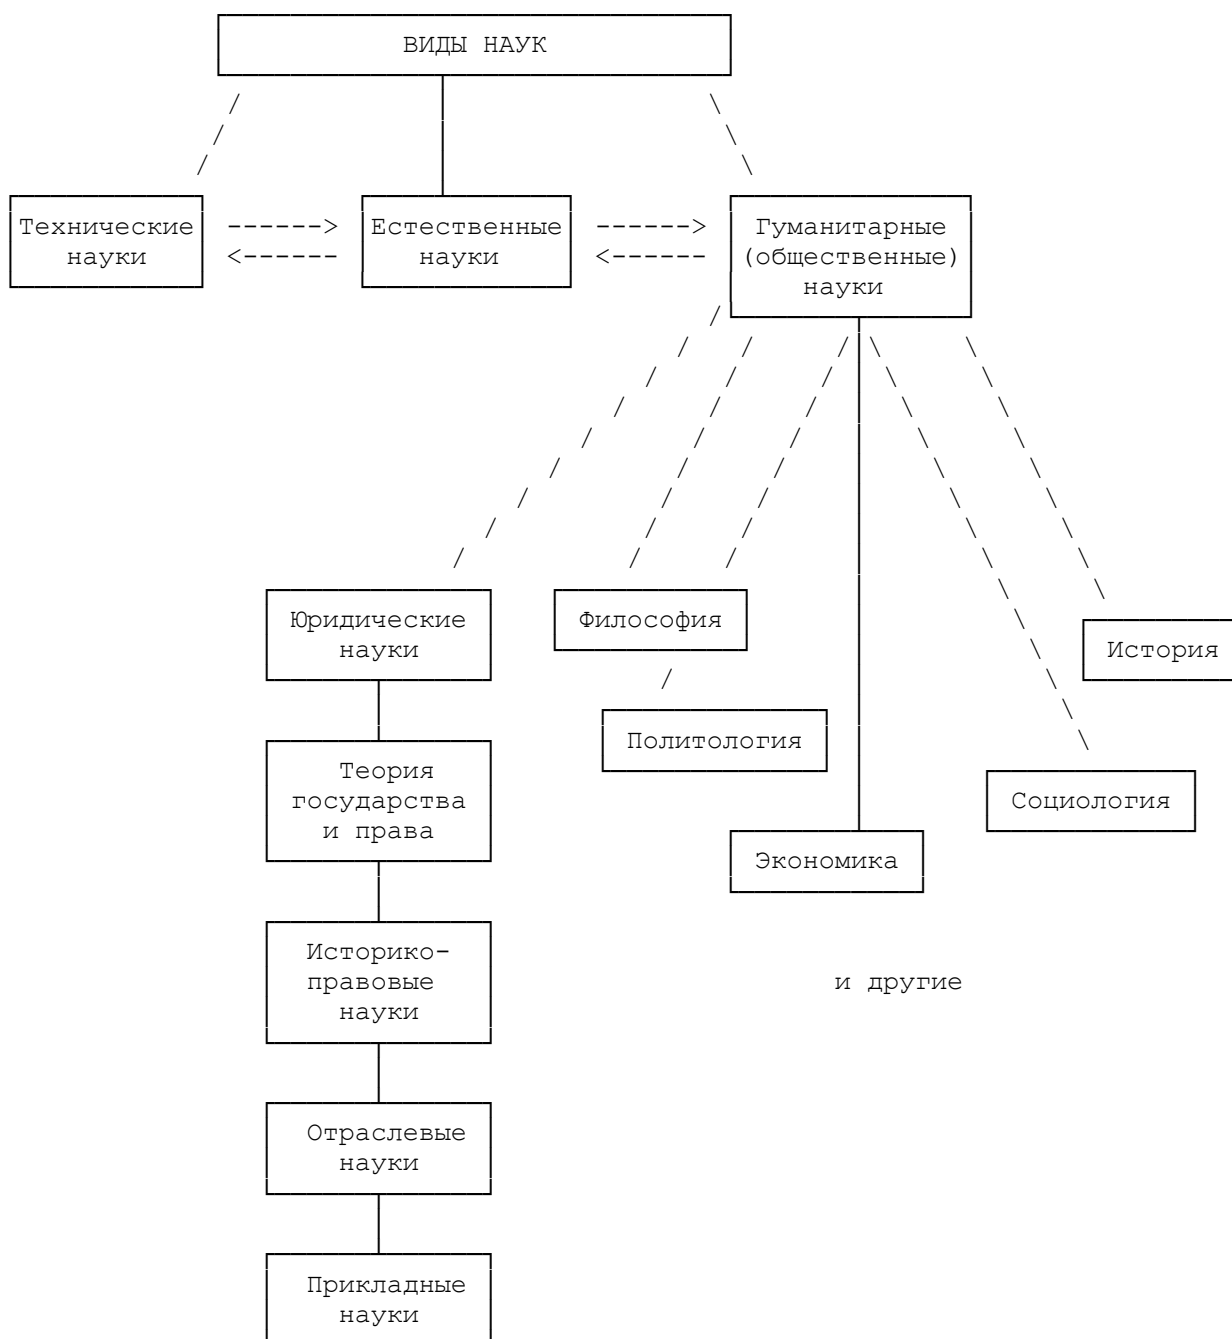 ВИДЫ НАУК
Технические
науки
Естественные
науки
Гуманитарные
(общественные)
науки
Юридические
науки
Философия
История
Политология
Теория
государства
и права
Социология
Экономика
Историко-
правовые
науки
и другие
Отраслевые
науки
Прикладные
науки